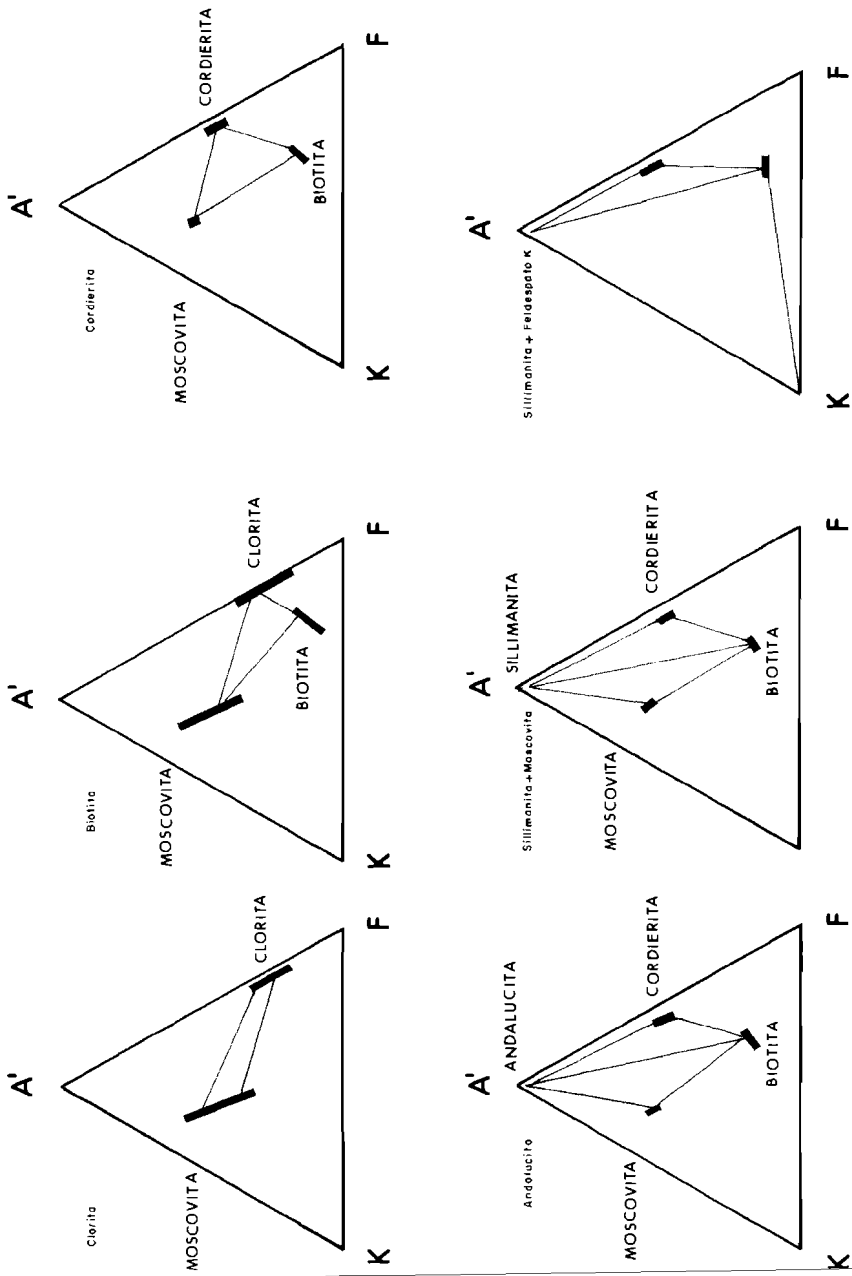 A'
Clorita
MOSCOVITA
CLORITA
K
F
A'
Biotita
MOSCOVITA
CLORITA
BIOTITA
K
F
A'
Cordierita
MOSCOVITA
CORDIERITA
BIOTITA
K
F
A'
ANDALUCITA
Andalucita
MOSCOVITA
CORDIERITA
BIOTITA
K
F
A'
SILLIMANITA
Sillimanita + Moscovita
MOSCOVITA
CORDIERITA
BIOTITA
F
A'
Sillimanita + Feldespato K
K
F